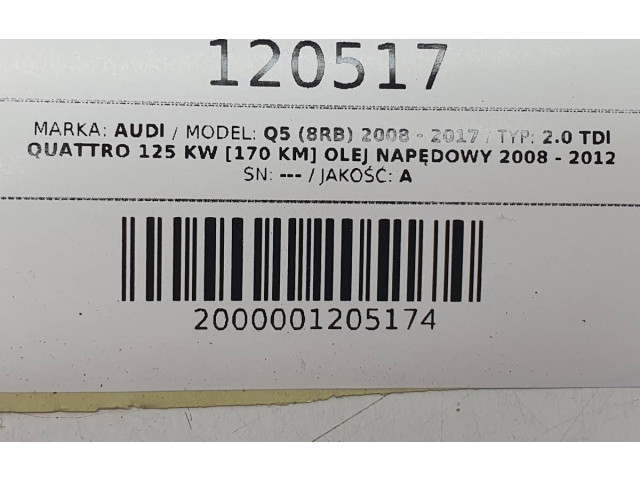 120517
MARKA: AUDI / MODEL: Q5 (8RB) 2008 - 2017 / TYP: 2.0 TDI
QUATTRO 125 KW [170 KM] OLEJ NAPĘDOWY 2008 - 2012
SN: --- / JAKOŚĆ: A
2000001205174